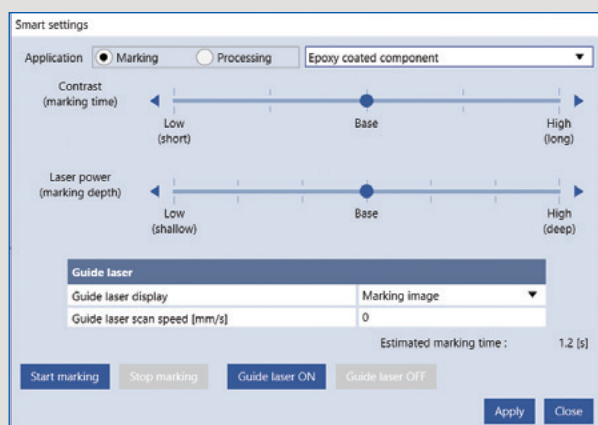 Smart settings
Application Marking Processing Epoxy coated component
Contrast
(marking time)
Low Base High
(short) (long)
Laser power
(marking depth)
Low Base High
(shallow) (deep)
Guide laser
Guide laser display Marking image
Guide laser scan speed [mm/s] 0
Estimated marking time : 1.2 [s]
Start marking Stop marking Guide laser ON Guide laser OFF
Apply Close